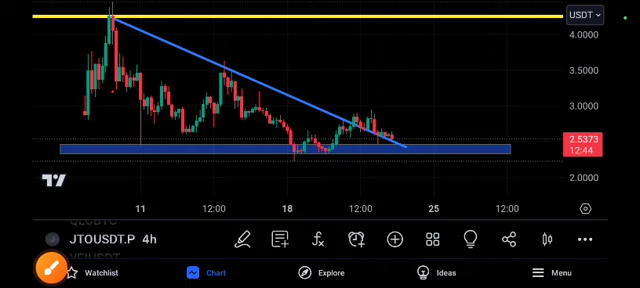 USDT
4.0000
3.5000
3.0000
2.5373
12:44
2.0000
11
12:00
18
12:00
25
12:00
JTOUSDT.P 4h
Watchlist
Chart
Explore
Ideas
Menu